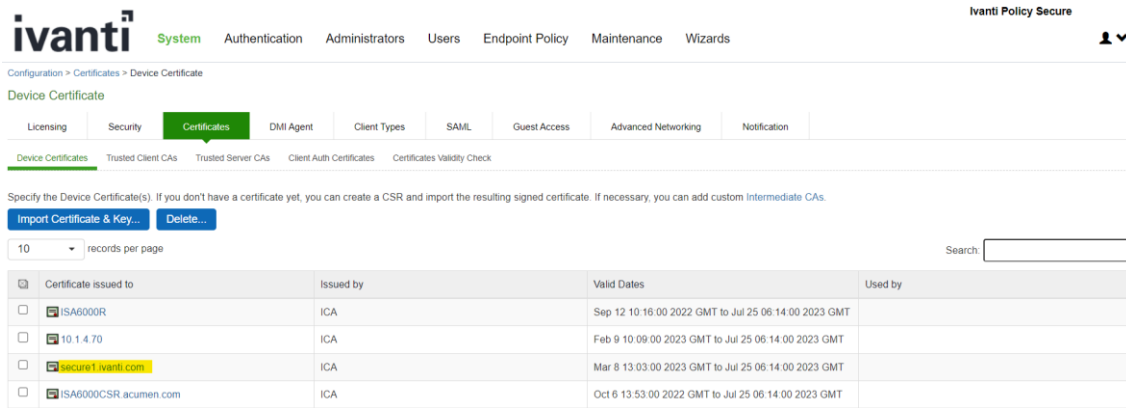 Ivanti Policy Secure
ivanti
System Authentication Administrators Users Endpoint Policy Maintenance Wizards
Configuration > Certificates > Device Certificate
Device Certificate
Licensing Security Certificates DMI Agent Client Types SAML Guest Access Advanced Networking Notification
Device Certificates Trusted Client CAs Trusted Server CAs Client Auth Certificates Certificates Validity Check
Specify the Device Certificate(s). If you don't have a certificate yet, you can create a CSR and import the resulting signed certificate. If necessary, you can add custom Intermediate CAs.
Import Certificate & Key... Delete...
10 records per page Search:
Certificate issued to Issued by Valid Dates Used by
ISA6000R ICA Sep 12 10:16:00 2022 GMT to Jul 25 06:14:00 2023 GMT
10.1.4.70 ICA Feb 9 10:09:00 2023 GMT to Jul 25 06:14:00 2023 GMT
secure1.ivanti.com ICA Mar 8 13:03:00 2023 GMT to Jul 25 06:14:00 2023 GMT
ISA6000CSR.acumen.com ICA Oct 6 13:53:00 2022 GMT to Jul 25 06:14:00 2023 GMT